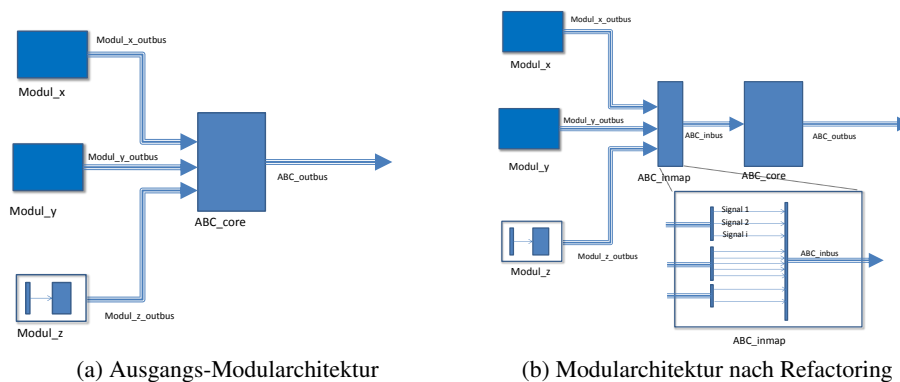 Modul_x_outbus
Modul_x
Modul_y_outbus
Modul_y
ABC_outbus
ABC_core
Modul_z
Modul_z_outbus
(a) Ausgangs-Modularchitektur
Modul_x_outbus
Modul_x
Modul_y_outbus
Modul_y
ABC_inbus
ABC_outbus
ABC_inmap
ABC_core
Modul_z
Modul_z_outbus
Signal 1
Signal 2
Signal i
ABC_inbus
ABC_inmap
(b) Modularchitektur nach Refactoring